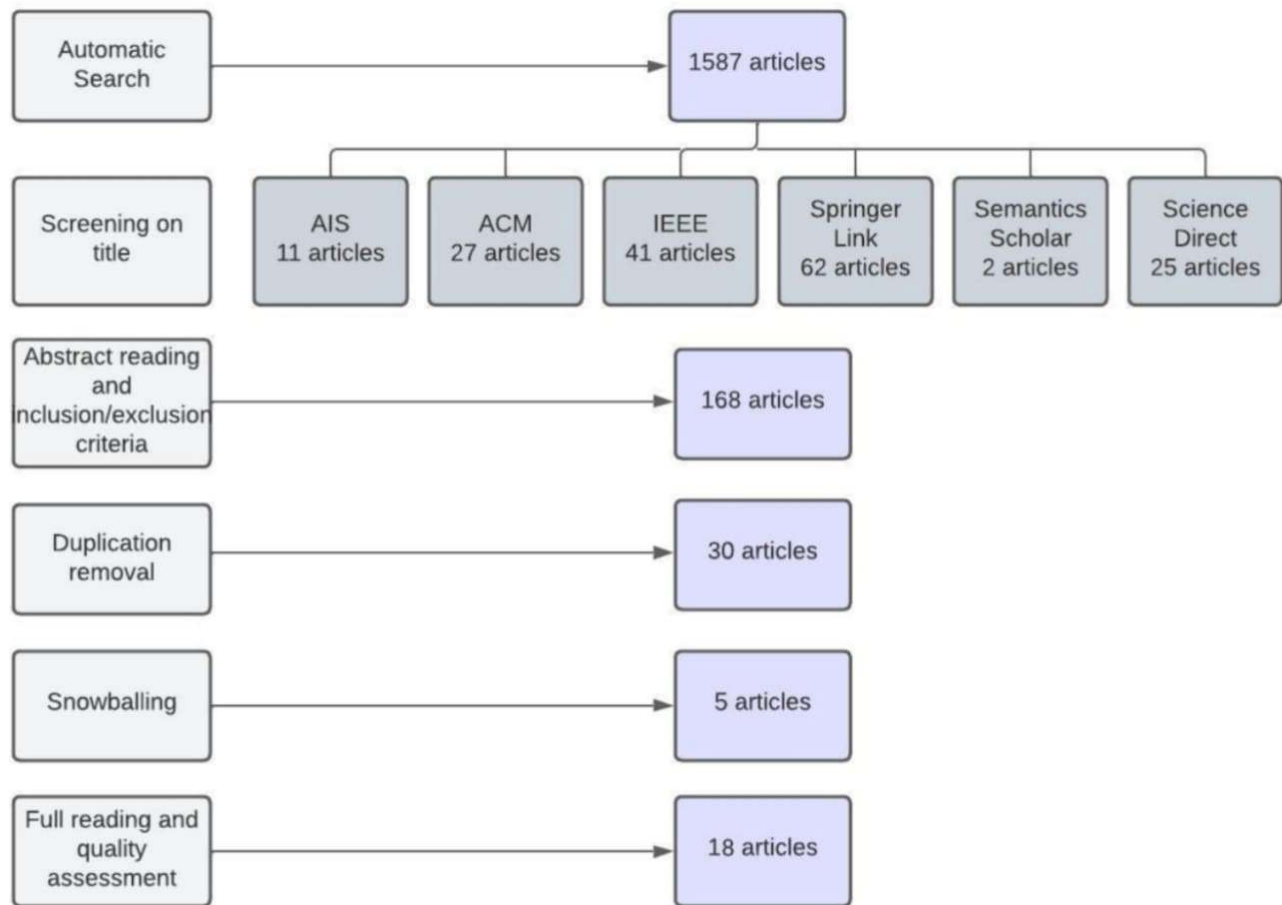 Automatic
Search
1587 articles
Screening on
title
AIS
11 articles
ACM
27 articles
IEEE
41 articles
Springer
Link
62 articles
Semantics
Scholar
2 articles
Science
Direct
25 articles
Abstract reading
and
inclusion/exclusion
criteria
168 articles
Duplication
removal
30 articles
Snowballing
5 articles
Full reading and
quality
assessment
18 articles